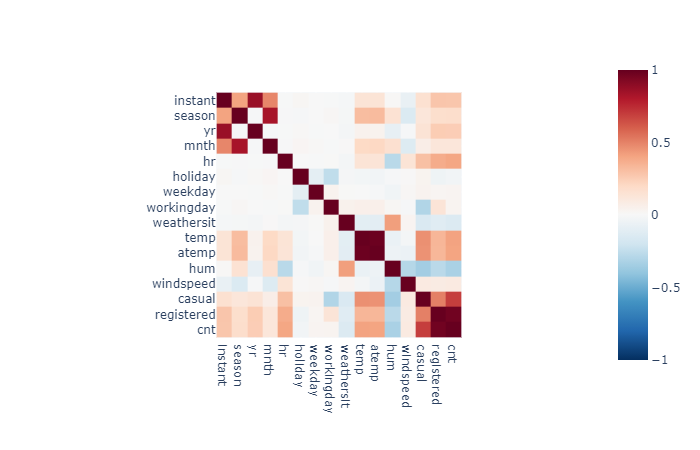 instant
season
yr
mnth
hr
holiday
weekday
workingday
weathersit
temp
atemp
hum
windspeed
casual
registered
cnt
instant
season
yr
mnth
hr
holiday
weekday
workingday
weathersit
temp
atemp
hum
windspeed
casual
registered
cnt
1
0.5
0
−0.5
−1